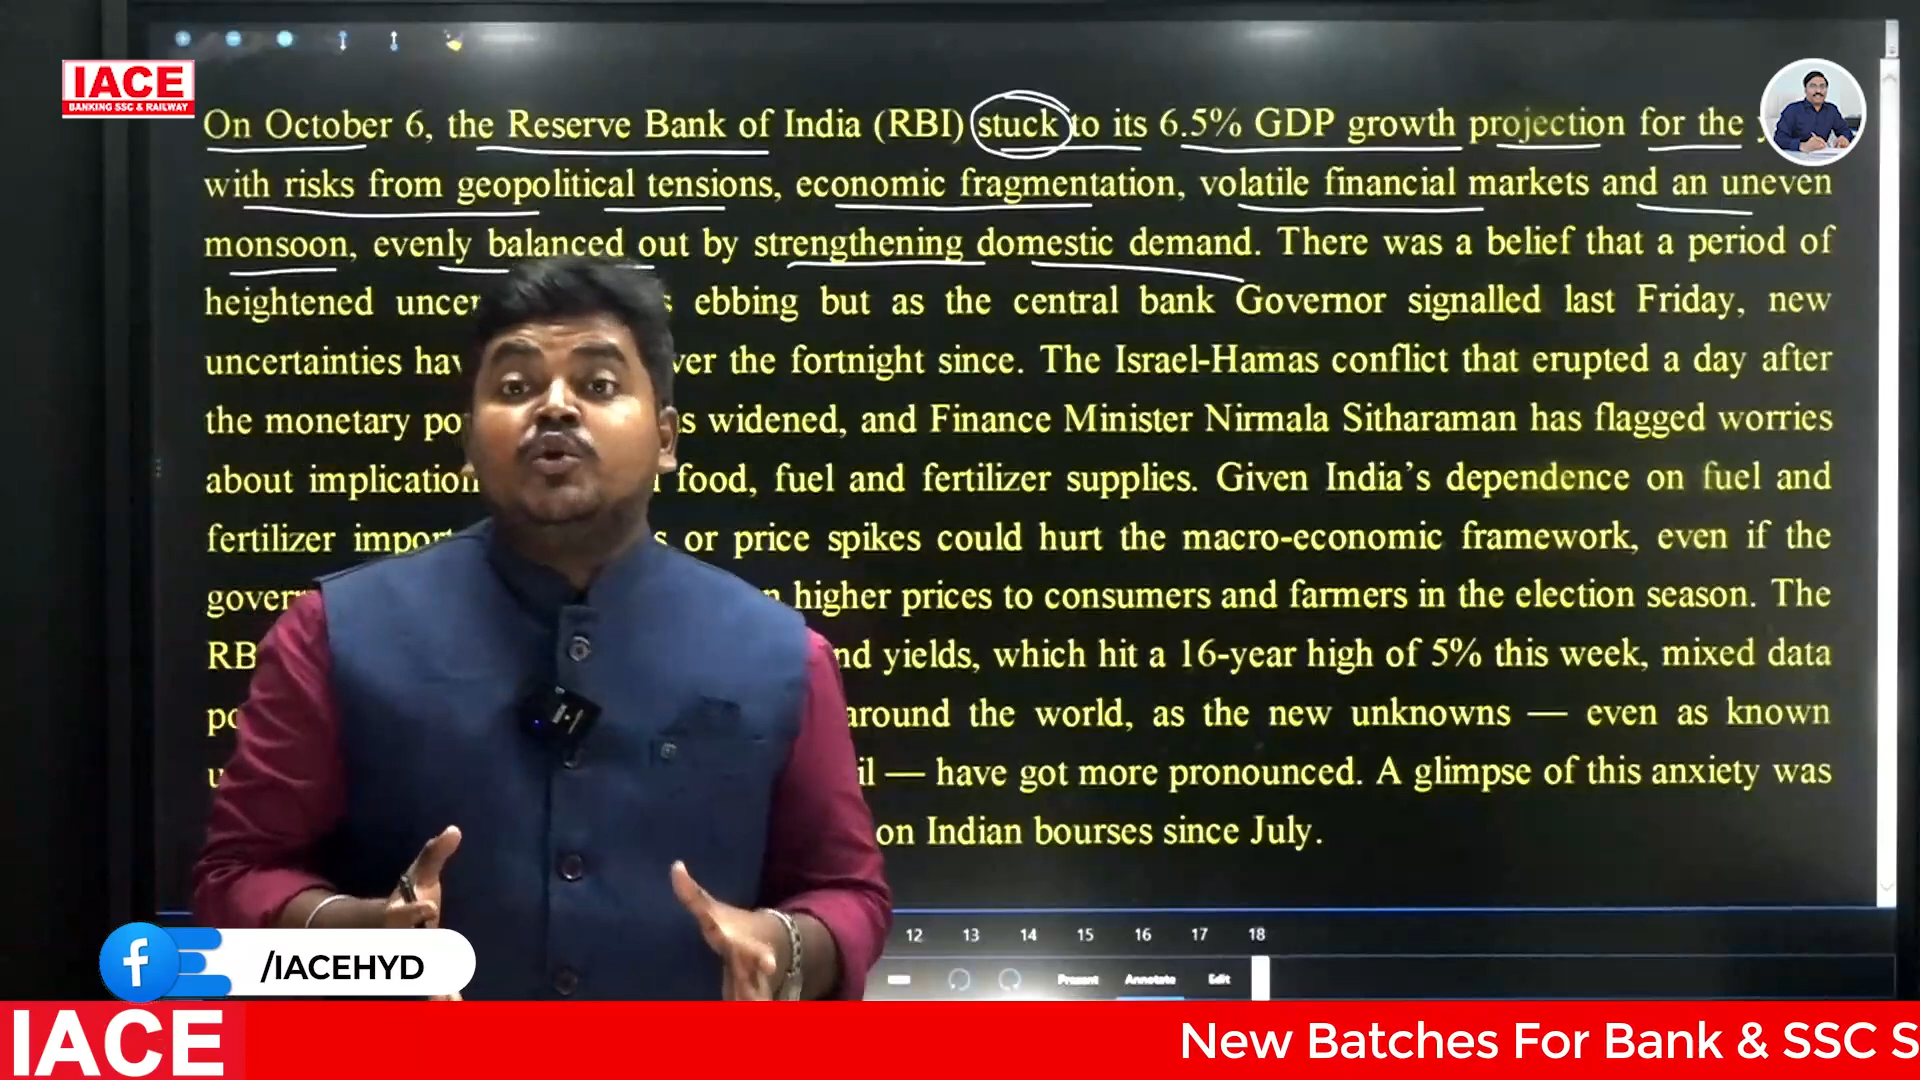 IACE
BANKING SSC & RAILWAY
On October 6, the Reserve Bank of India (RBI) stuck to its 6.5% GDP growth projection for the
with risks from geopolitical tensions, economic fragmentation, volatile financial markets and an uneven
monsoon, evenly balanced out by strengthening domestic demand. There was a belief that a period of
heightened ebbing but as the central bank Governor signalled last Friday, new
uncertainties the fortnight since. The Israel-Hamas conflict that erupted a day after
the monetary widened, and Finance Minister Nirmala Sitharaman has flagged worries
about food, fuel and fertilizer supplies. Given India’s dependence on fuel and
fertilizer or price spikes could hurt the macro-economic framework, even if the
higher prices to consumers and farmers in the election season. The
yields, which hit a 16-year high of 5% this week, mixed data
around the world, as the new unknowns — even as known
— have got more pronounced. A glimpse of this anxiety was
on Indian bourses since July.
12 13 14 15 16 17 18
Present Annotate Edit
f /IACEHYD
IACE New Batches For Bank & SSC S